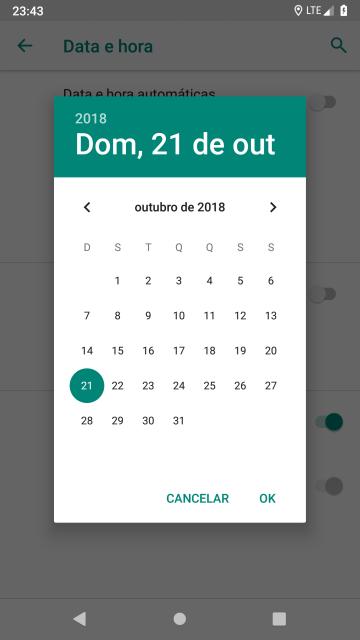 23:43
LTE
Data e hora
Data e hora automáticas
2018
Dom, 21 de out
outubro de 2018
D S T Q Q S S
1 2 3 4 5 6
7 8 9 10 11 12 13
14 15 16 17 18 19 20
21 22 23 24 25 26 27
28 29 30 31
CANCELAR OK